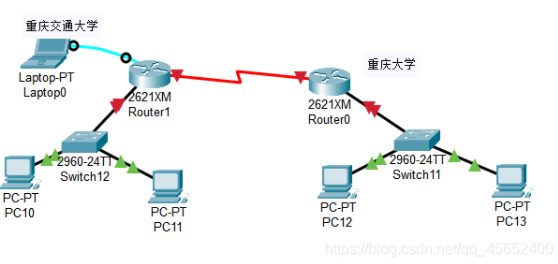 重庆交通大学
重庆大学
Laptop-PT
Laptop0
2621XM
Router1
2621XM
Router0
2960-24TT
Switch12
2960-24TT
Switch11
PC-PT
PC10
PC-PT
PC11
PC-PT
PC12
PC-PT
PC13
https://blog.csdn.net/qq_45652400